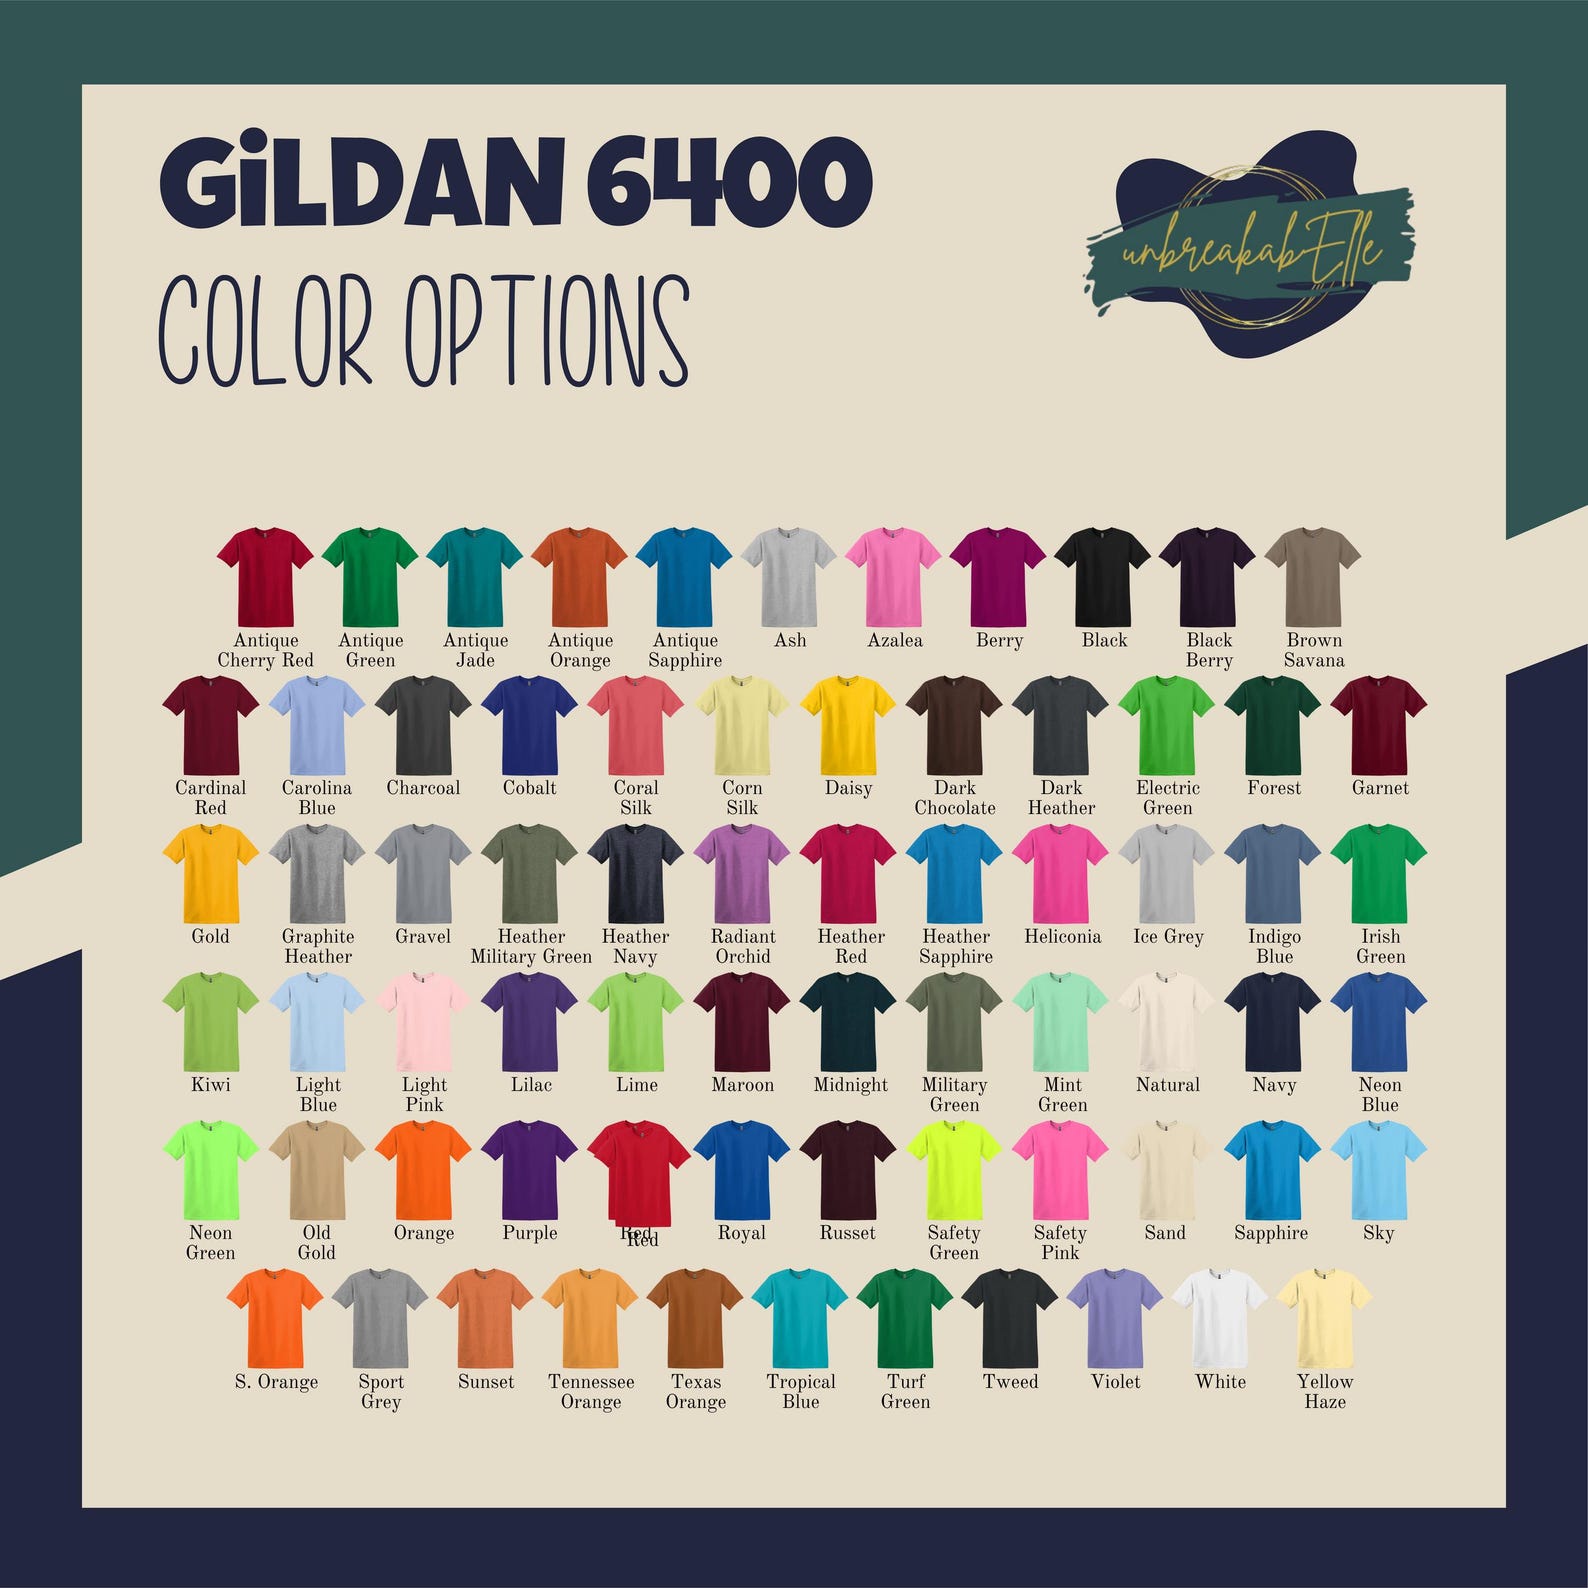 GiLDAN 6400
COLOR OPTIONS
unbreakabElle
Antique Cherry Red
Antique Green
Antique Jade
Antique Orange
Antique Sapphire
Ash
Azalea
Berry
Black
Black Berry
Brown Savana
Cardinal Red
Carolina Blue
Charcoal
Cobalt
Coral Silk
Corn Silk
Daisy
Dark Chocolate
Dark Heather
Electric Green
Forest
Garnet
Gold
Graphite Heather
Gravel
Heather Military Green
Heather Navy
Radiant Orchid
Heather Red
Heather Sapphire
Heliconia
Ice Grey
Indigo Blue
Irish Green
Kiwi
Light Blue
Light Pink
Lilac
Lime
Maroon
Midnight
Military Green
Mint Green
Natural
Navy
Neon Blue
Neon Green
Old Gold
Orange
Purple
Red
Red
Royal
Russet
Safety Green
Safety Pink
Sand
Sapphire
Sky
S. Orange
Sport Grey
Sunset
Tennessee Orange
Texas Orange
Tropical Blue
Turf Green
Tweed
Violet
White
Yellow Haze